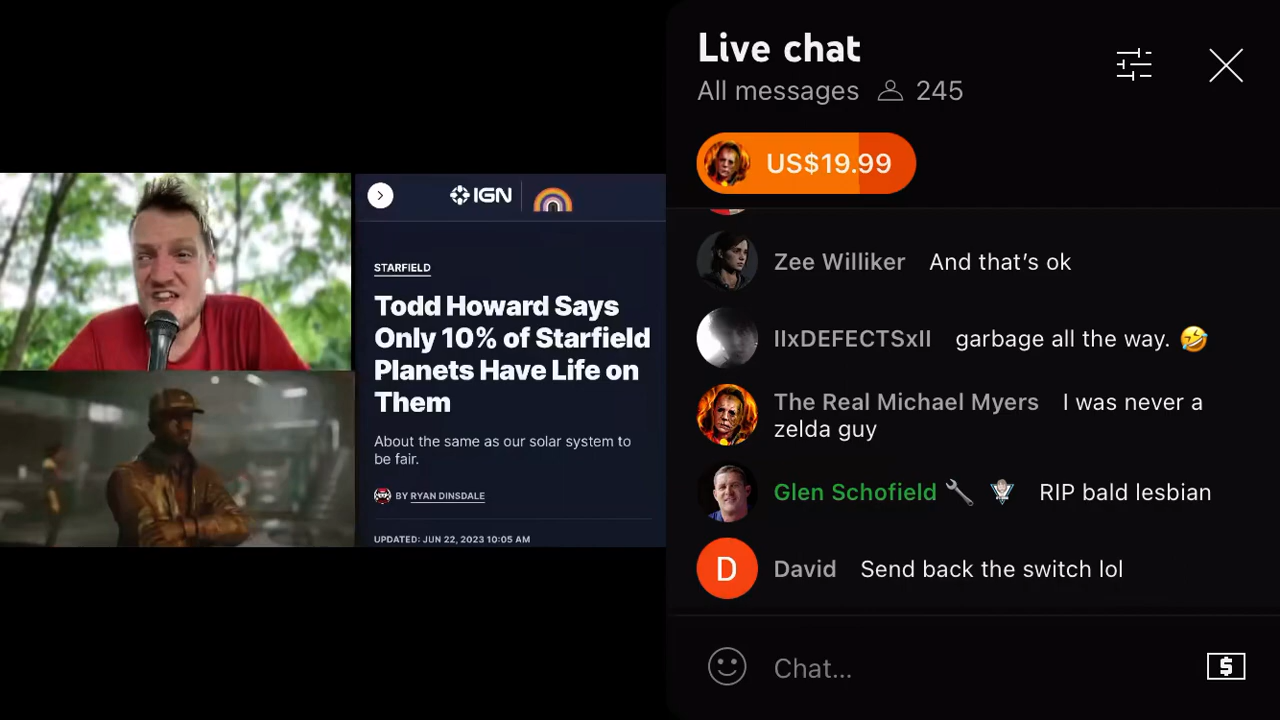 IGN
STARFIELD
Todd Howard Says
Only 10% of Starfield
Planets Have Life on
Them
About the same as our solar system to
be fair.
BY RYAN DINSDALE
UPDATED: JUN 22, 2023 10:05 AM
Live chat
All messages 245
US$19.99
Zee Williker And that’s ok
IIxDEFECTSxII garbage all the way. 🤣
The Real Michael Myers I was never a
zelda guy
Glen Schofield RIP bald lesbian
D David Send back the switch lol
Chat...
$